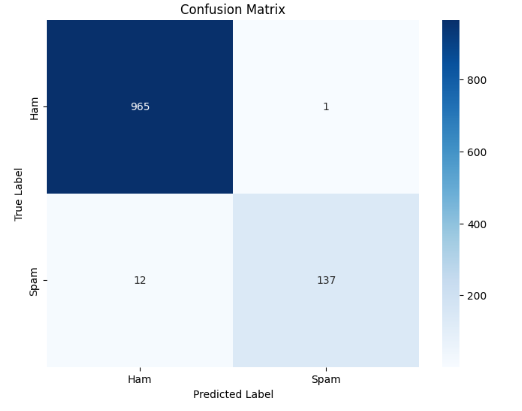 Confusion Matrix
Ham
965
1
800
600
True Label
400
Spam
12
137
200
Ham
Spam
Predicted Label